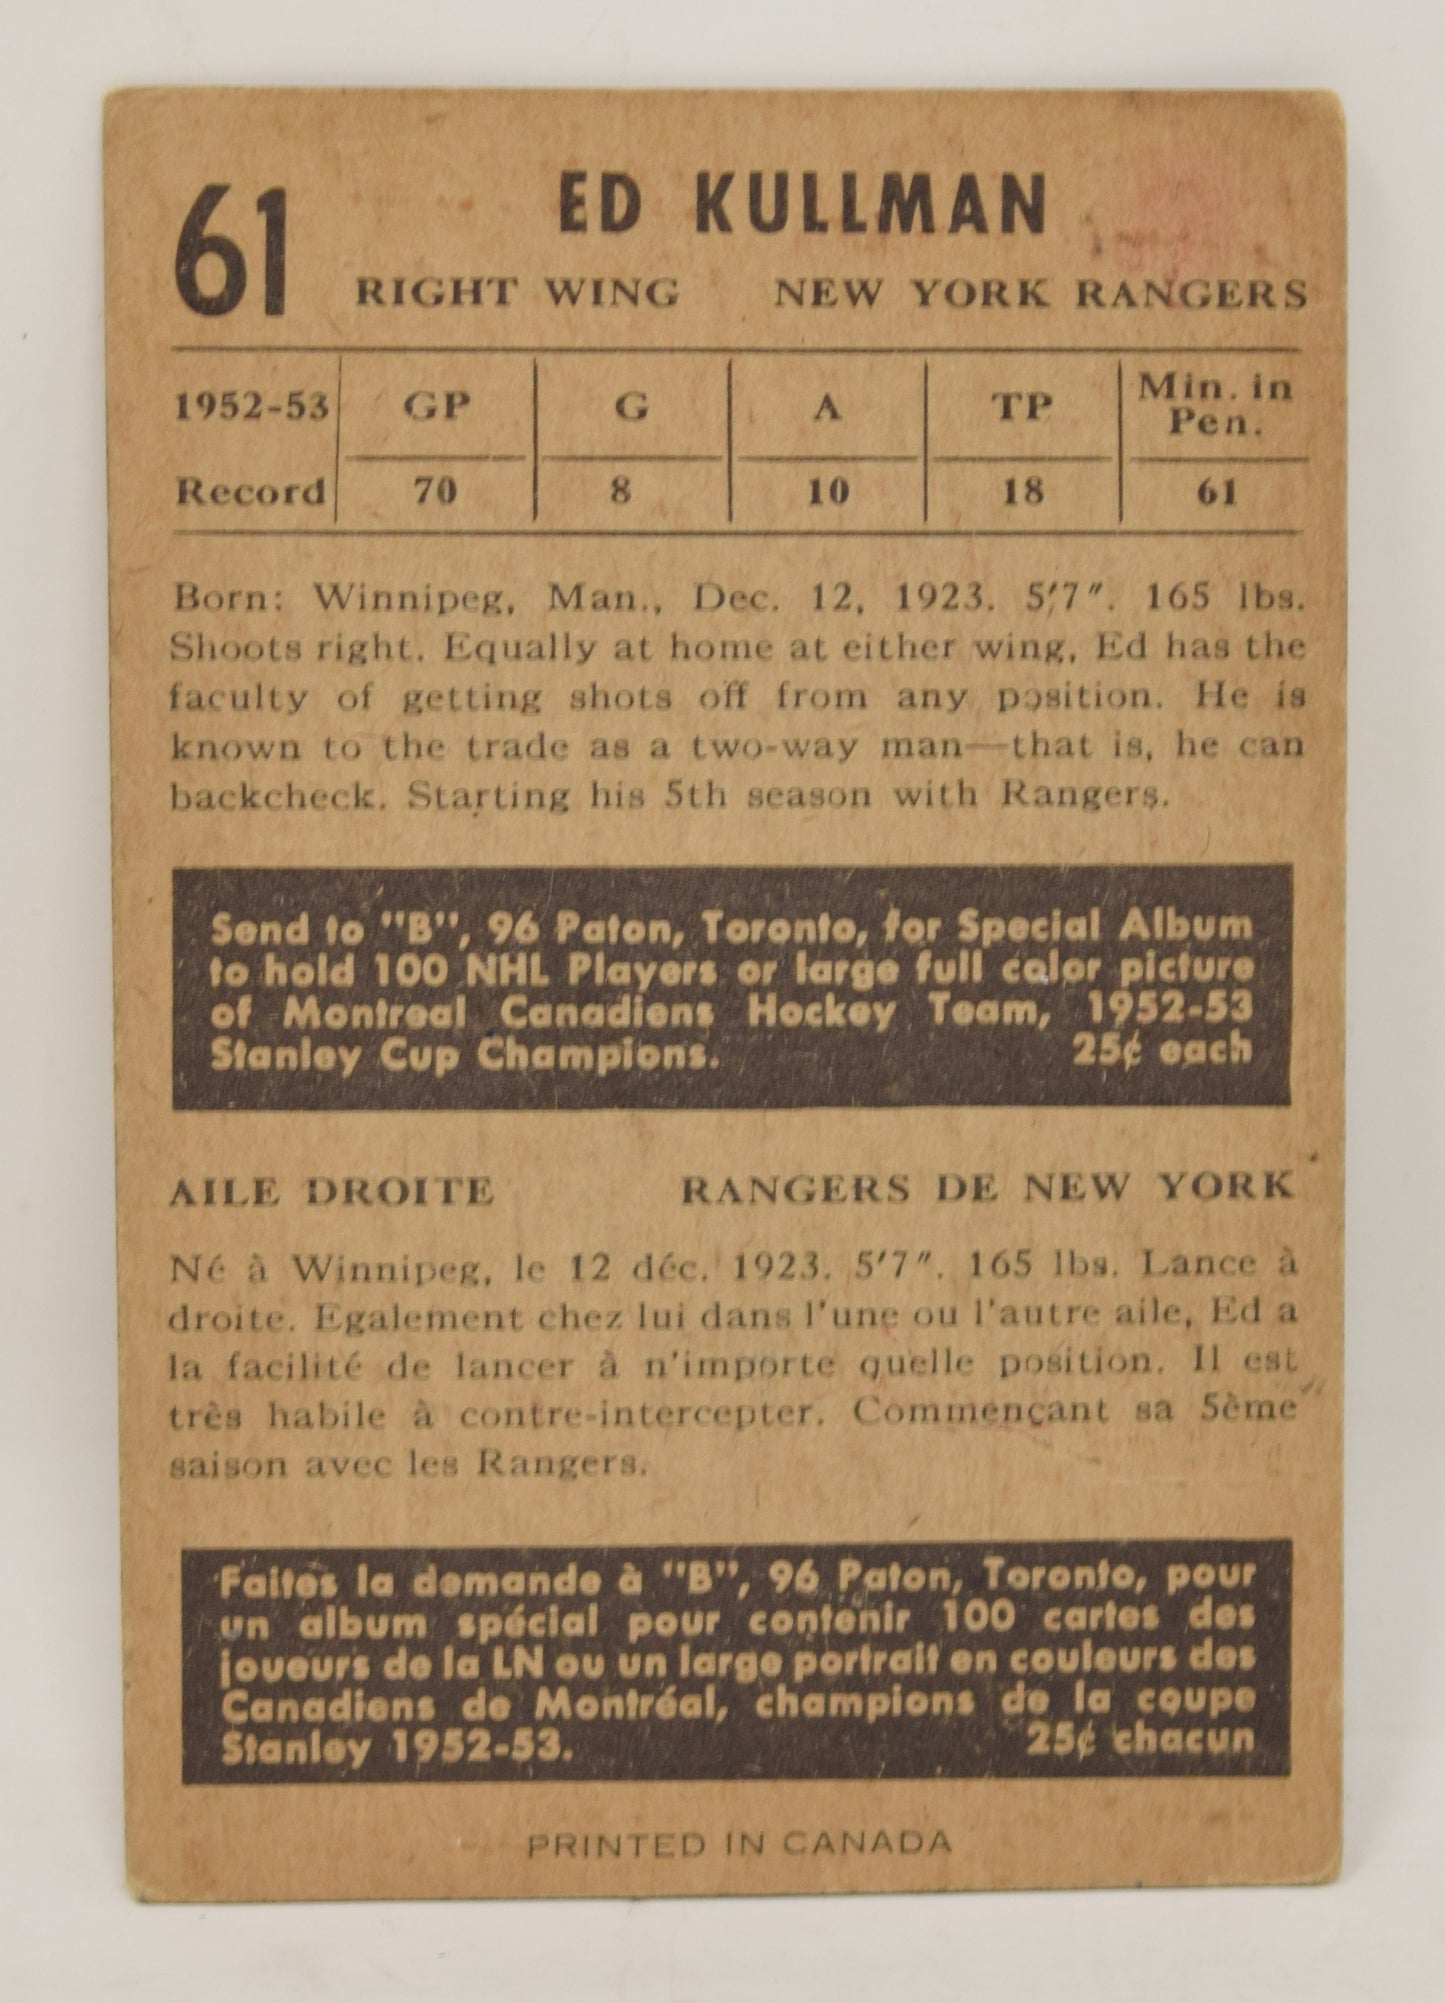 61
ED KULLMAN
RIGHT WING NEW YORK RANGERS
1952-53 GP G A TP Min. in Pen.
Record 70 8 10 18 61
Born: Winnipeg, Man., Dec. 12, 1923. 5'7". 165 lbs.
Shoots right. Equally at home at either wing, Ed has the
faculty of getting shots off from any position. He is
known to the trade as a two-way man—that is, he can
backcheck. Starting his 5th season with Rangers.
Send to "B", 96 Paton, Toronto, for Special Album
to hold 100 NHL Players or large full color picture
of Montreal Canadiens Hockey Team, 1952-53
Stanley Cup Champions. 25¢ each
AILE DROITE RANGERS DE NEW YORK
Né à Winnipeg, le 12 déc. 1923. 5'7". 165 lbs. Lance à
droite. Egalement chez lui dans l'une ou l'autre aile, Ed a
la facilité de lancer à n'importe quelle position. Il est
très habile à contre-intercepter. Commençant sa 5ème
saison avec les Rangers.
Faites la demande à "B", 96 Paton, Toronto, pour
un album spécial pour contenir 100 cartes des
joueurs de la LN ou un large portrait en couleurs des
Canadiens de Montréal, champions de la coupe
Stanley 1952-53. 25¢ chacun
PRINTED IN CANADA